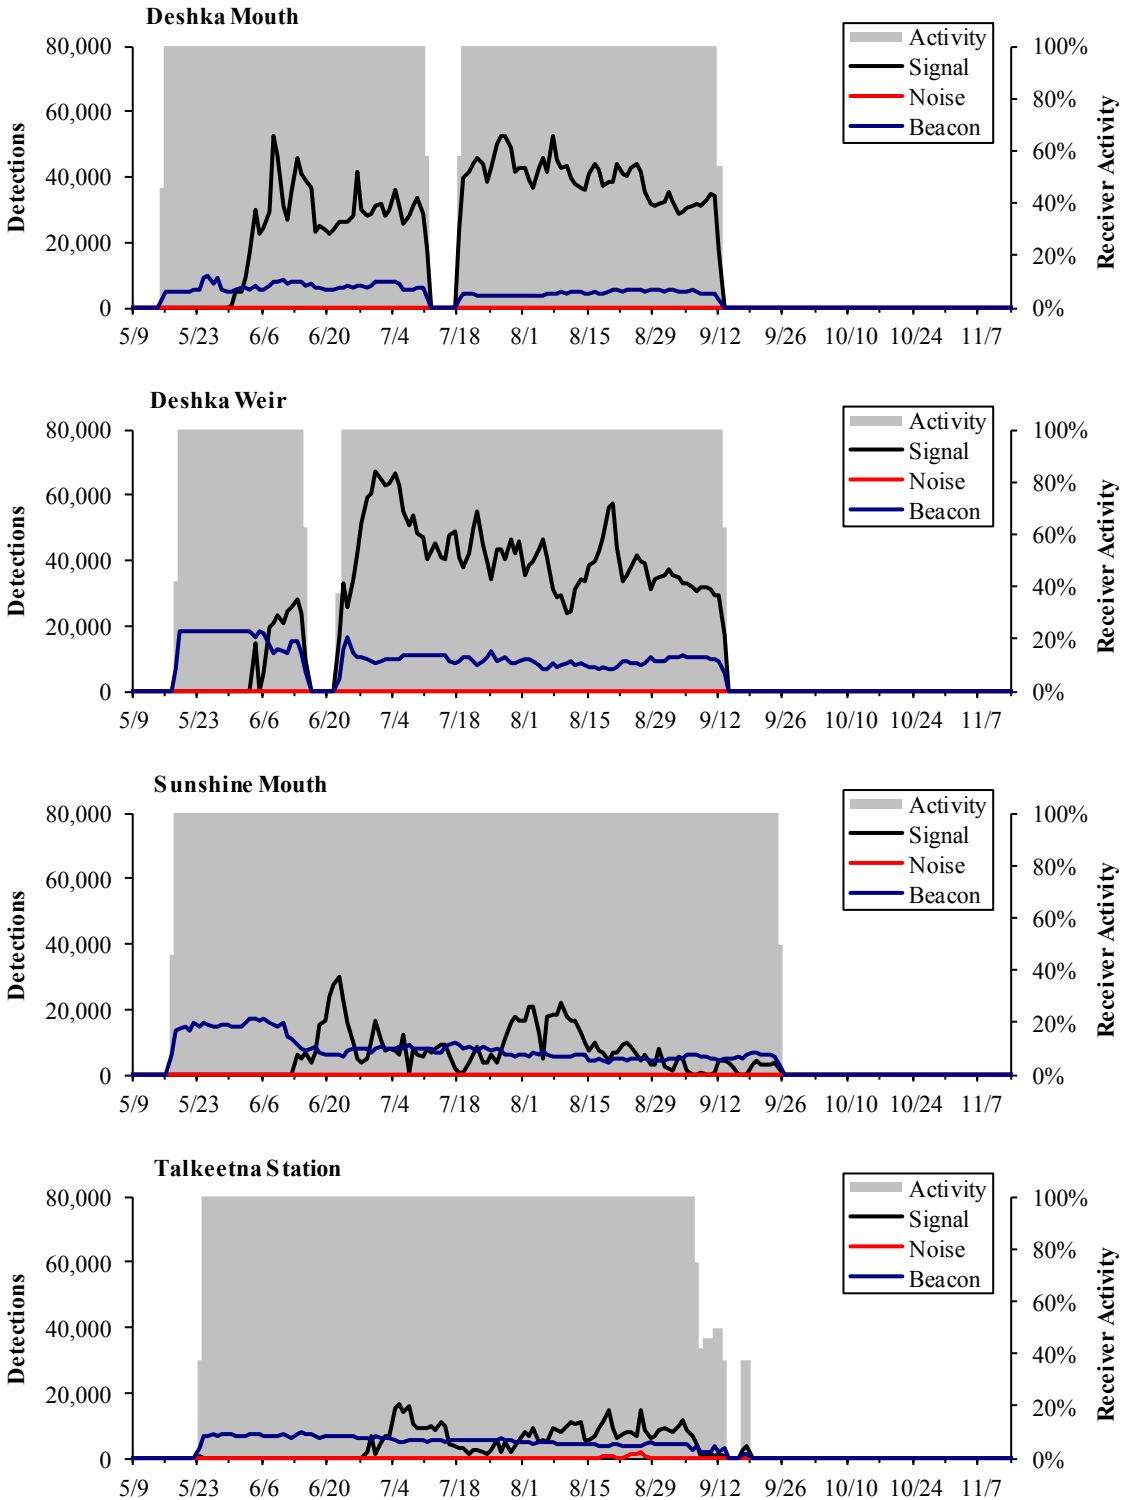 Deshka Mouth
80,000
60,000
40,000
20,000
0
Detections
100%
80%
60%
40%
20%
0%
Receiver Activity
Activity
Signal
Noise
Beacon
5/9 5/23 6/6 6/20 7/4 7/18 8/1 8/15 8/29 9/12 9/26 10/10 10/24 11/7
Deshka Weir
80,000
60,000
40,000
20,000
0
Detections
100%
80%
60%
40%
20%
0%
Receiver Activity
Activity
Signal
Noise
Beacon
5/9 5/23 6/6 6/20 7/4 7/18 8/1 8/15 8/29 9/12 9/26 10/10 10/24 11/7
Sunshine Mouth
80,000
60,000
40,000
20,000
0
Detections
100%
80%
60%
40%
20%
0%
Receiver Activity
Activity
Signal
Noise
Beacon
5/9 5/23 6/6 6/20 7/4 7/18 8/1 8/15 8/29 9/12 9/26 10/10 10/24 11/7
Talkeetna Station
80,000
60,000
40,000
20,000
0
Detections
100%
80%
60%
40%
20%
0%
Receiver Activity
Activity
Signal
Noise
Beacon
5/9 5/23 6/6 6/20 7/4 7/18 8/1 8/15 8/29 9/12 9/26 10/10 10/24 11/7